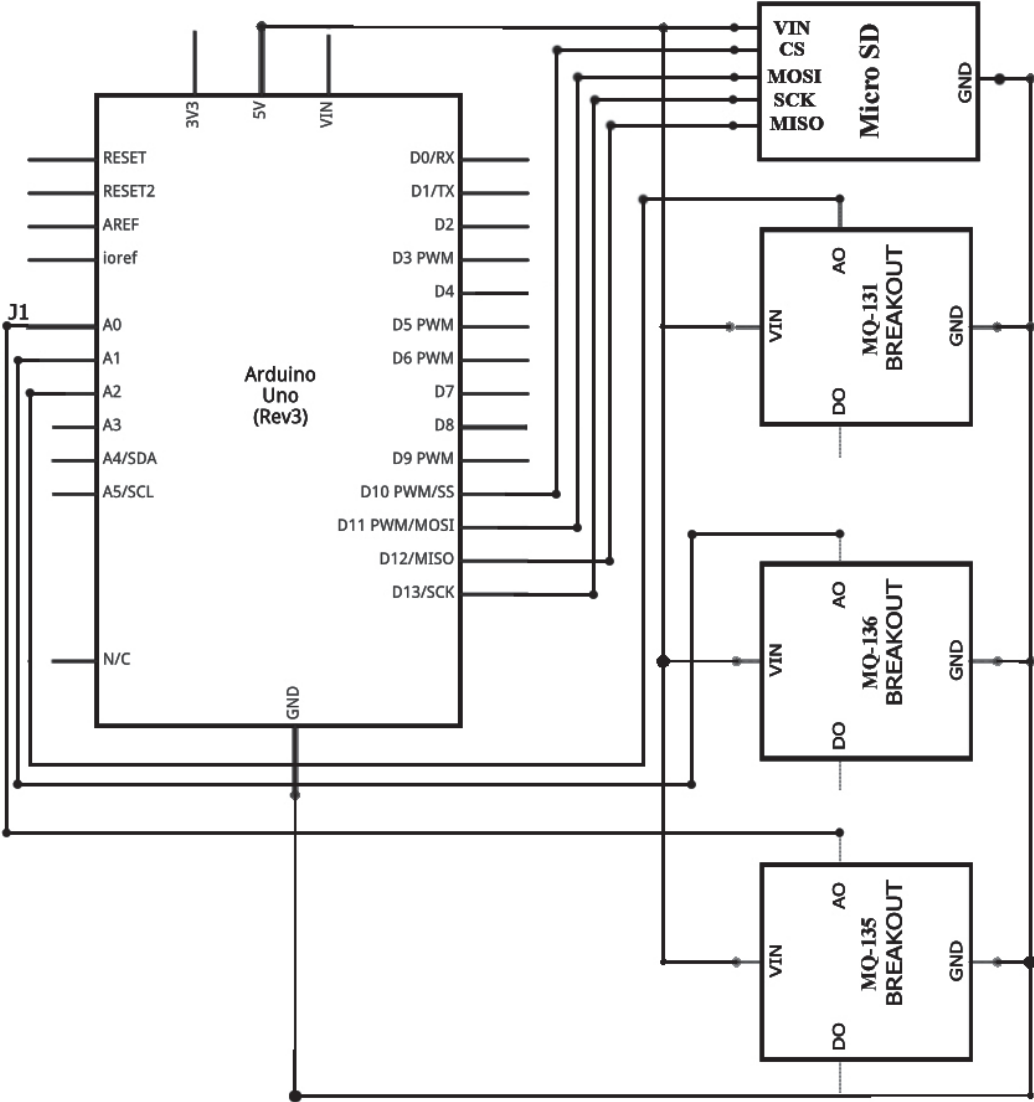 3V3
5V
VIN
RESET
RESET2
AREF
ioref
J1
A0
A1
A2
A3
A4/SDA
A5/SCL
N/C
Arduino
Uno
(Rev3)
D0/RX
D1/TX
D2
D3 PWM
D4
D5 PWM
D6 PWM
D7
D8
D9 PWM
D10 PWM/SS
D11 PWM/MOSI
D12/MISO
D13/SCK
GND
VIN
CS
MOSI
SCK
MISO
Micro SD
GND
AO
VIN
MQ-131
BREAKOUT
GND
DO
AO
VIN
MQ-136
BREAKOUT
GND
DO
AO
VIN
MQ-135
BREAKOUT
GND
DO